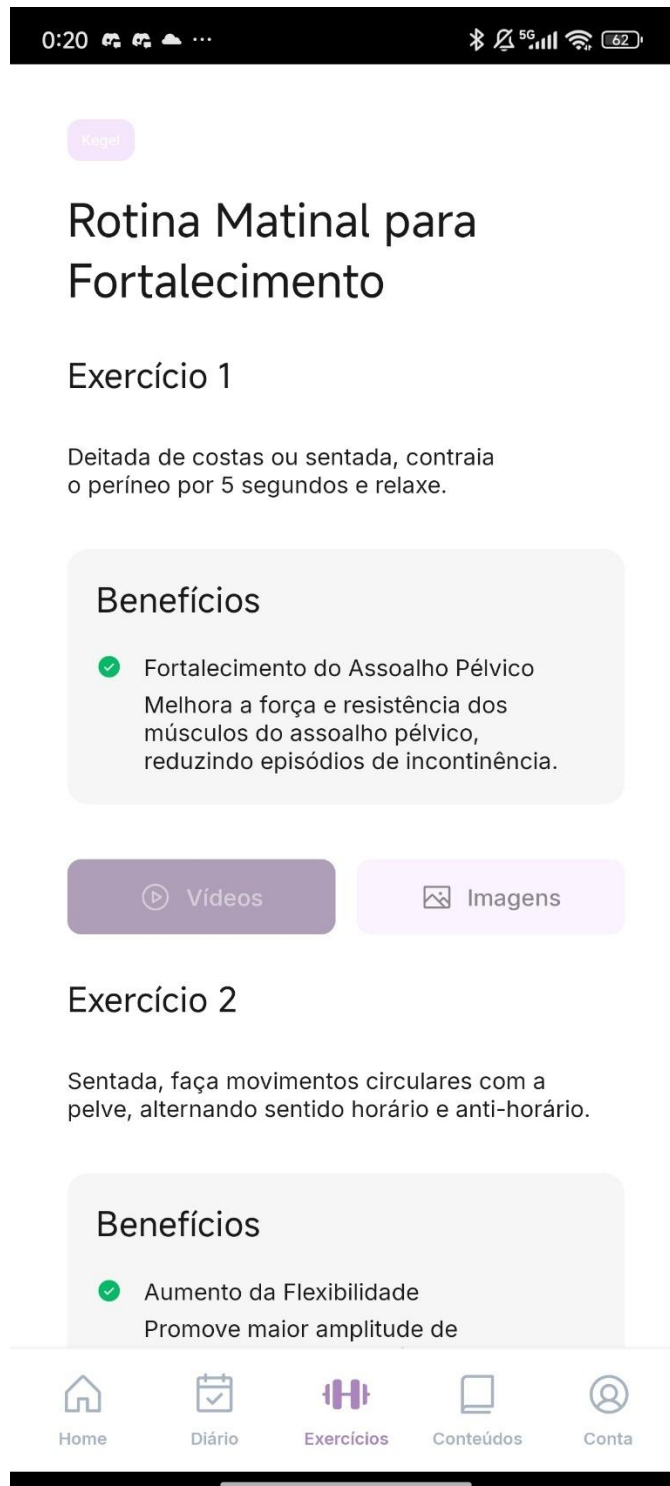 0:20 ...
5G 62
Kegel
Rotina Matinal para
Fortalecimento
Exercício 1
Deitada de costas ou sentada, contraia
o períneo por 5 segundos e relaxe.
Benefícios
Fortalecimento do Assoalho Pélvico
Melhora a força e resistência dos
músculos do assoalho pélvico,
reduzindo episódios de incontinência.
Vídeos Imagens
Exercício 2
Sentada, faça movimentos circulares com a
pelve, alternando sentido horário e anti-horário.
Benefícios
Aumento da Flexibilidade
Promove maior amplitude de
Home Diário Exercícios Conteúdos Conta